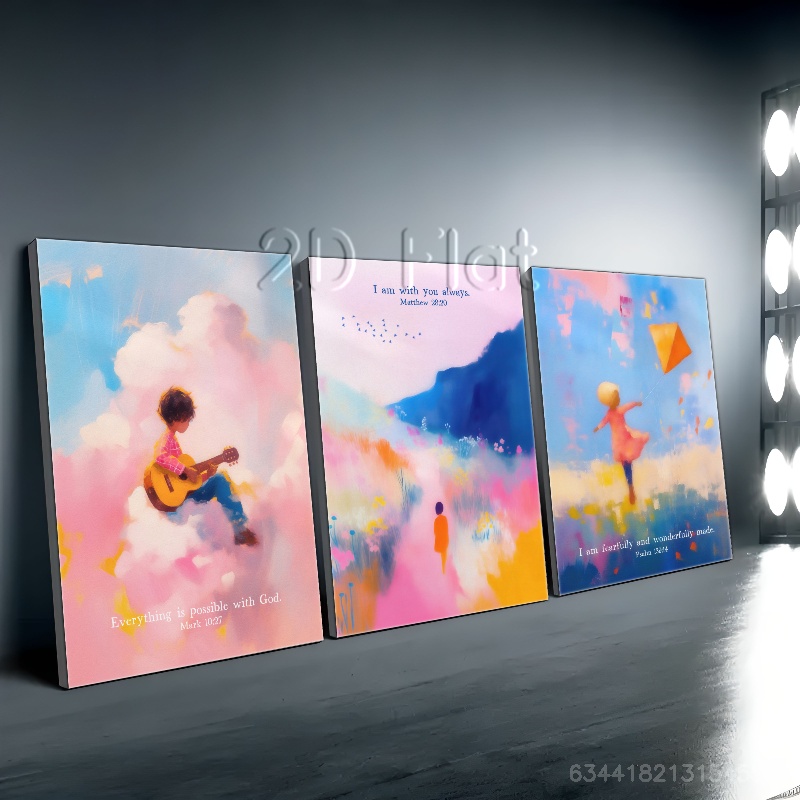 2D Flat
I am with you always.
Matthew 28:20
Everything is possible with God.
Mark 10:27
I am fearfully and wonderfully made.
Psalm 139:14